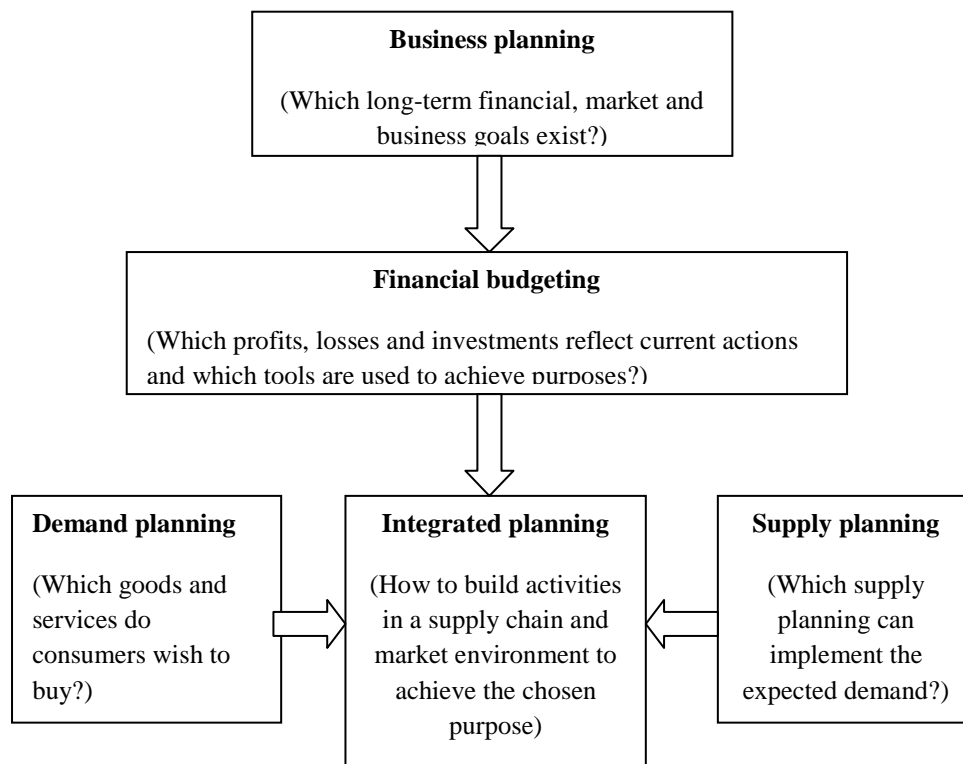 Business planning
(Which long-term financial, market and
business goals exist?)
Financial budgeting
(Which profits, losses and investments reflect current actions
and which tools are used to achieve purposes?)
Demand planning
(Which goods and
services do
consumers wish to
buy?)
Integrated planning
(How to build activities
in a supply chain and
market environment to
achieve the chosen
purpose)
Supply planning
(Which supply
planning can
implement the
expected demand?)